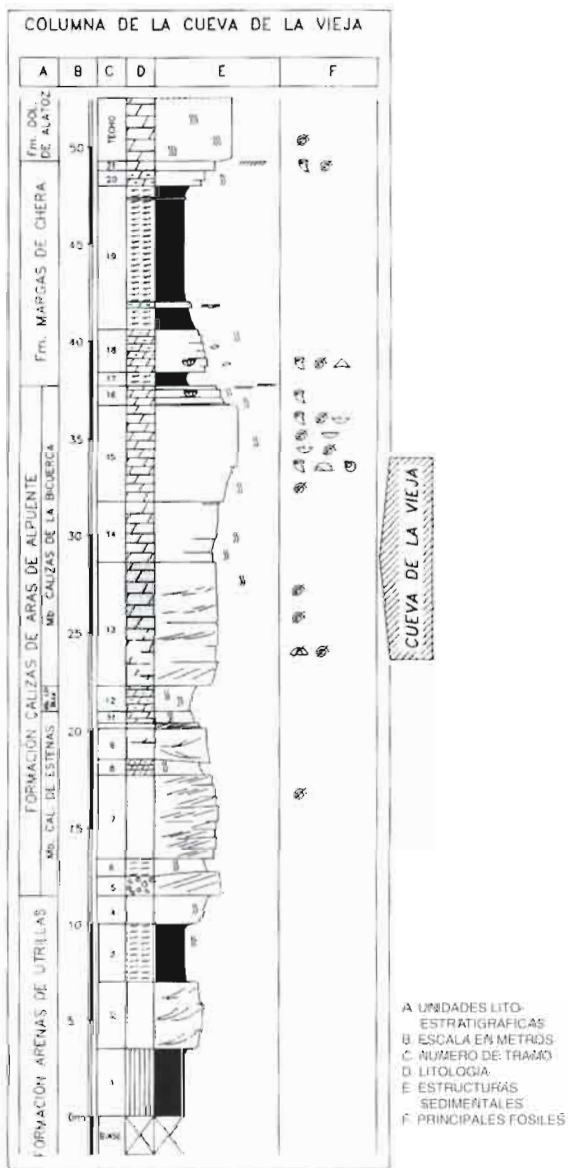 COLUMNA DE LA CUEVA DE LA VIEJA
A B C D E F
Fm. DOL.
DE ALATOZ
TECHO
50
21
20
Fm. MARGAS DE CHERA
19
45
40
18
17
16
FORMACIÓN CALIZAS DE ARAS DE ALPUENTE
Mb. CALIZAS DE LA BICUERCA
15
35
14
30
CUEVA DE LA VIEJA
13
25
12
11
20
9
8
Mb. CAL. DE ESTENAS
7
15
6
5
FORMACIÓN ARENAS DE UTRILLAS
4
10
3
2
5
1
0m
BASE
A UNIDADES LITO-
ESTRATIGRAFICAS
B ESCALA EN METROS
C NUMERO DE TRAMO
D LITOLOGIA
E ESTRUCTURAS
SEDIMENTALES
F PRINCIPALES FOSILES